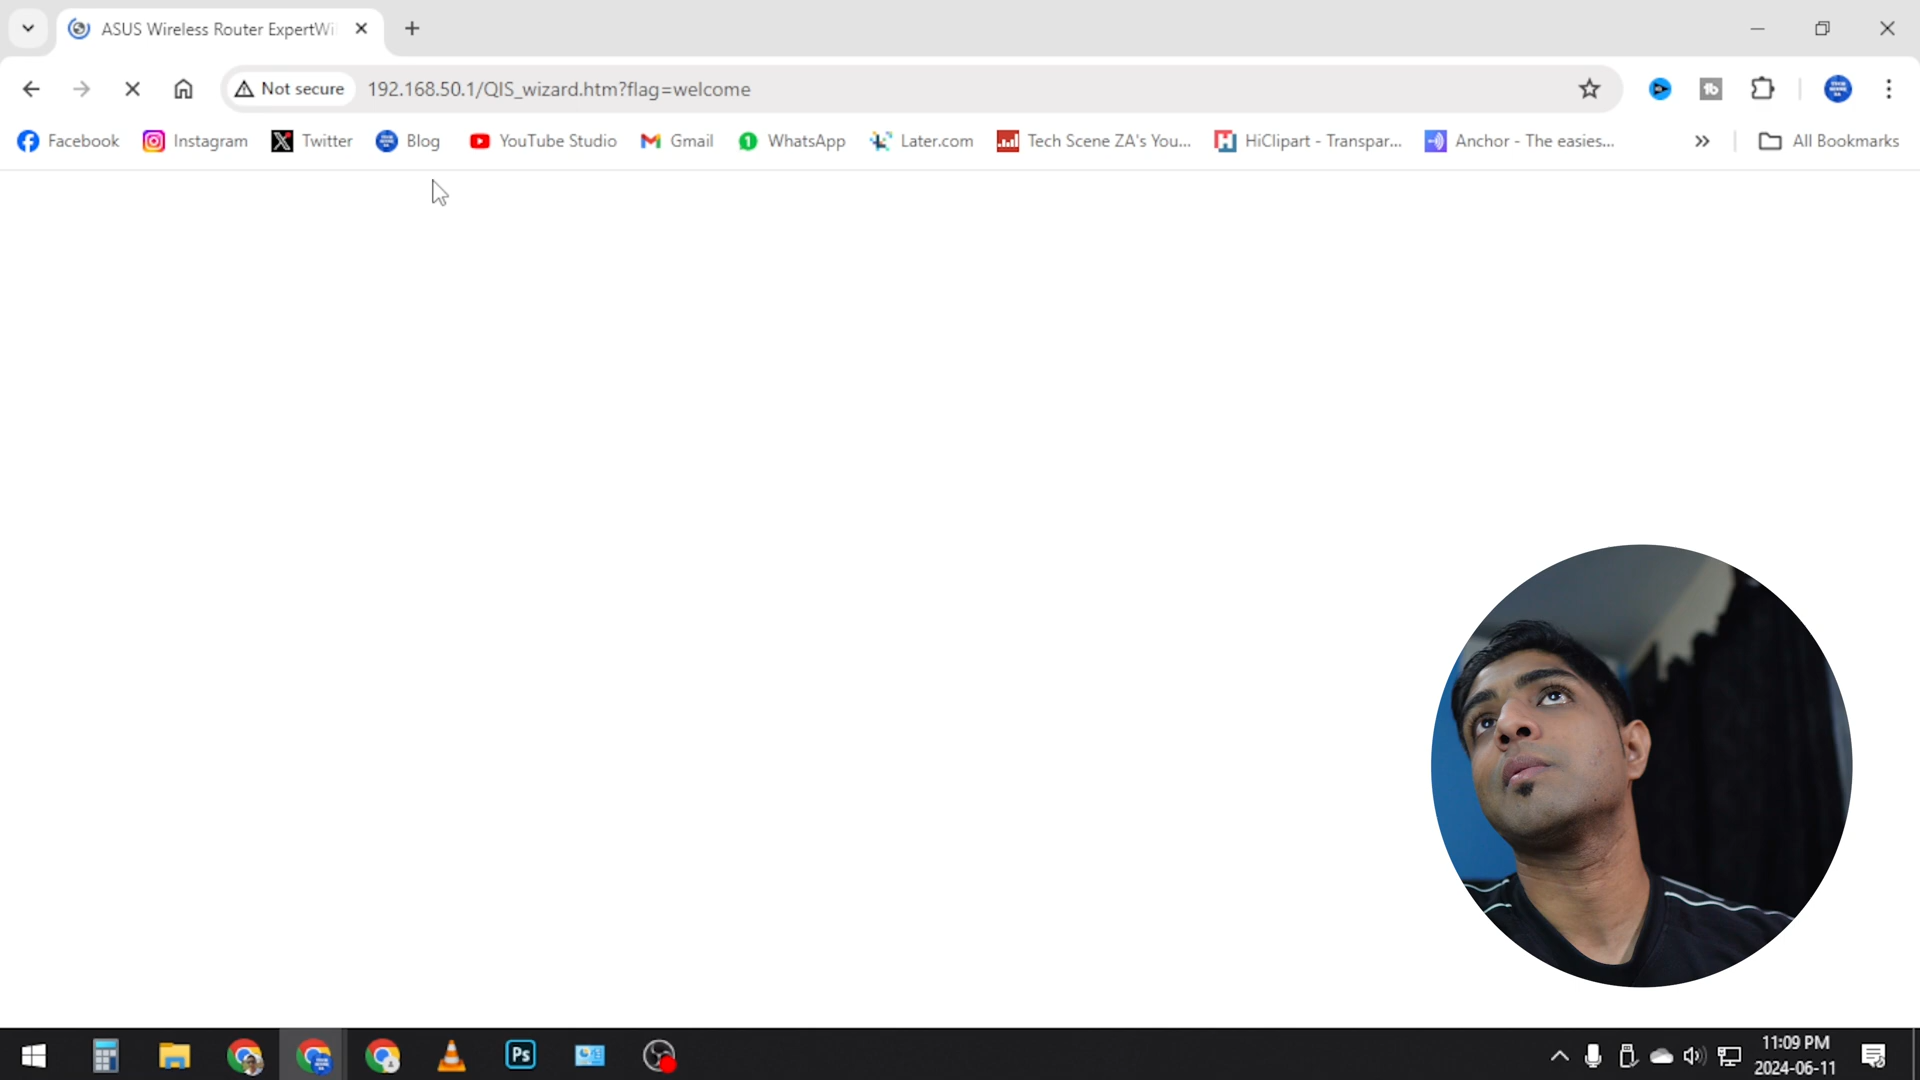 ASUS Wireless Router ExpertWi
Not secure
192.168.50.1/QIS_wizard.htm?flag=welcome
Facebook
Instagram
Twitter
Blog
YouTube Studio
Gmail
WhatsApp
Later.com
Tech Scene ZA's You...
HiClipart - Transpar...
Anchor - The easies...
All Bookmarks
Ps
11:09 PM
2024-06-11